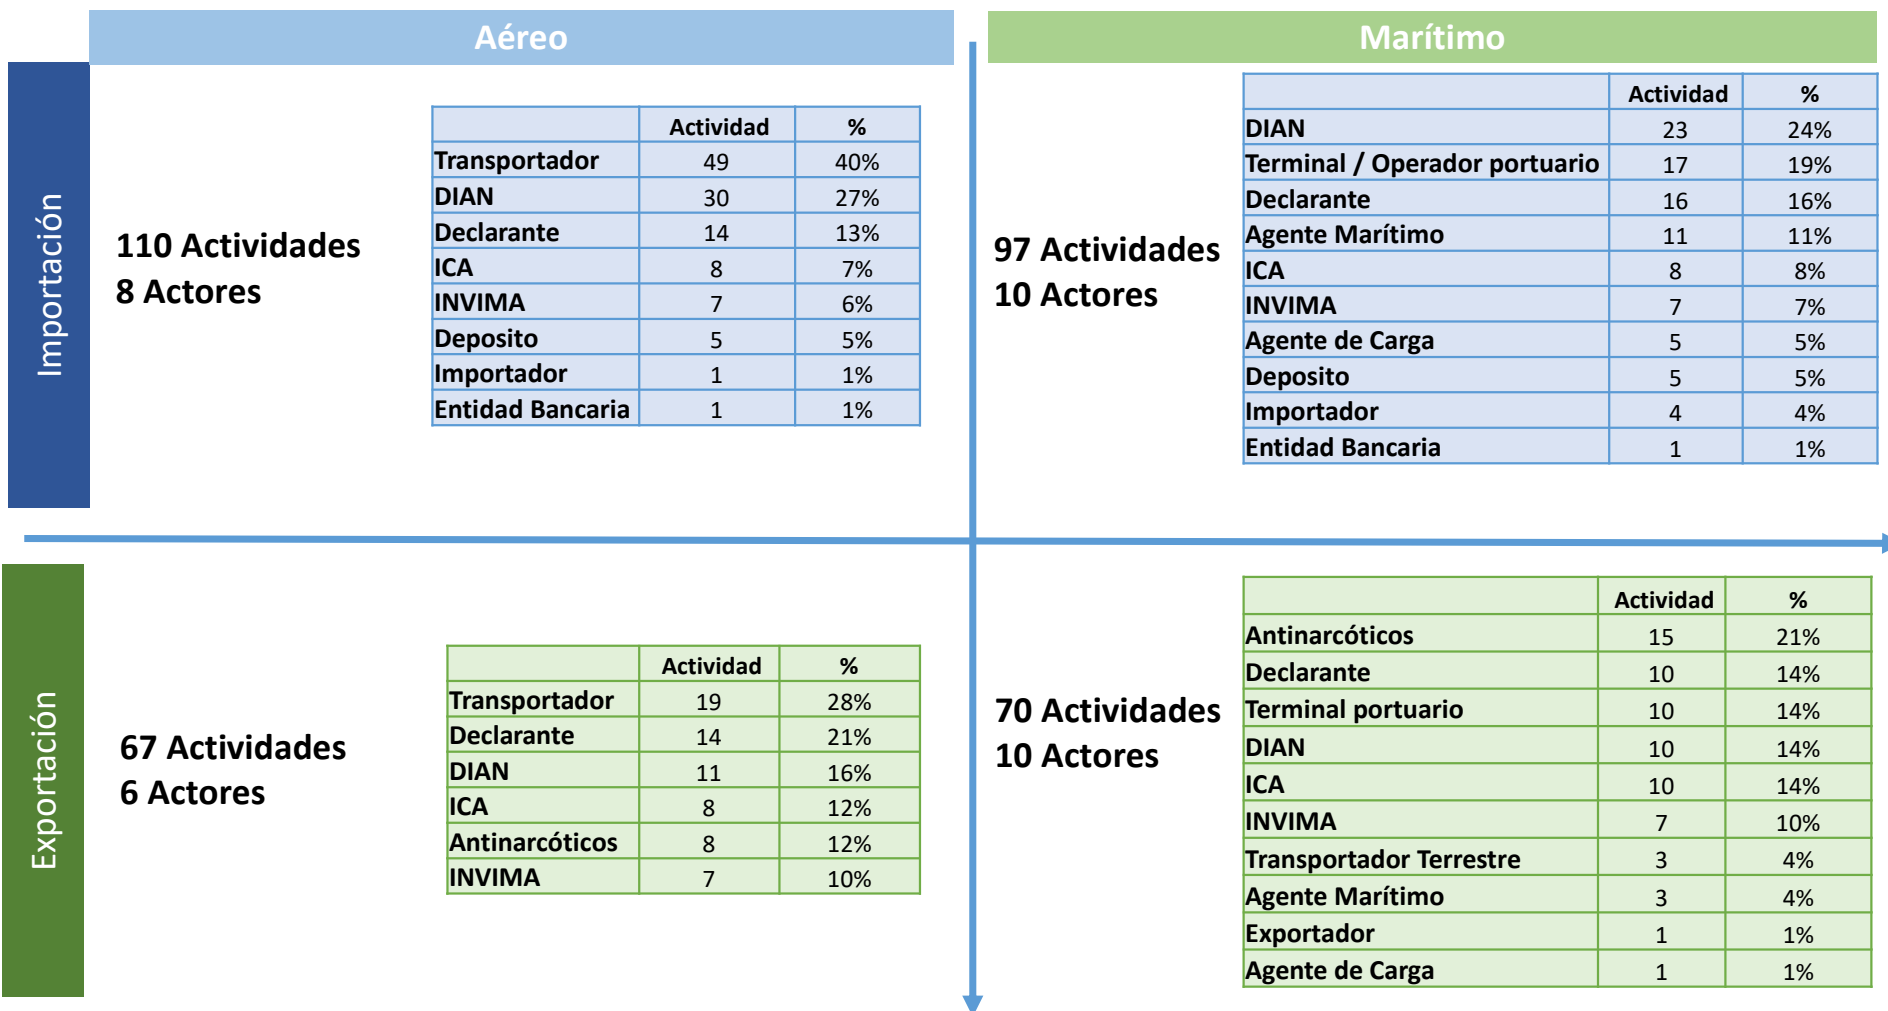 Aéreo
Marítimo
Importación
110 Actividades
8 Actores
Actividad %
Transportador 49 40%
DIAN 30 27%
Declarante 14 13%
ICA 8 7%
INVIMA 7 6%
Deposito 5 5%
Importador 1 1%
Entidad Bancaria 1 1%
97 Actividades
10 Actores
Actividad %
DIAN 23 24%
Terminal / Operador portuario 17 19%
Declarante 16 16%
Agente Marítimo 11 11%
ICA 8 8%
INVIMA 7 7%
Agente de Carga 5 5%
Deposito 5 5%
Importador 4 4%
Entidad Bancaria 1 1%
Exportación
67 Actividades
6 Actores
Actividad %
Transportador 19 28%
Declarante 14 21%
DIAN 11 16%
ICA 8 12%
Antinarcóticos 8 12%
INVIMA 7 10%
70 Actividades
10 Actores
Actividad %
Antinarcóticos 15 21%
Declarante 10 14%
Terminal portuario 10 14%
DIAN 10 14%
ICA 10 14%
INVIMA 7 10%
Transportador Terrestre 3 4%
Agente Marítimo 3 4%
Exportador 1 1%
Agente de Carga 1 1%